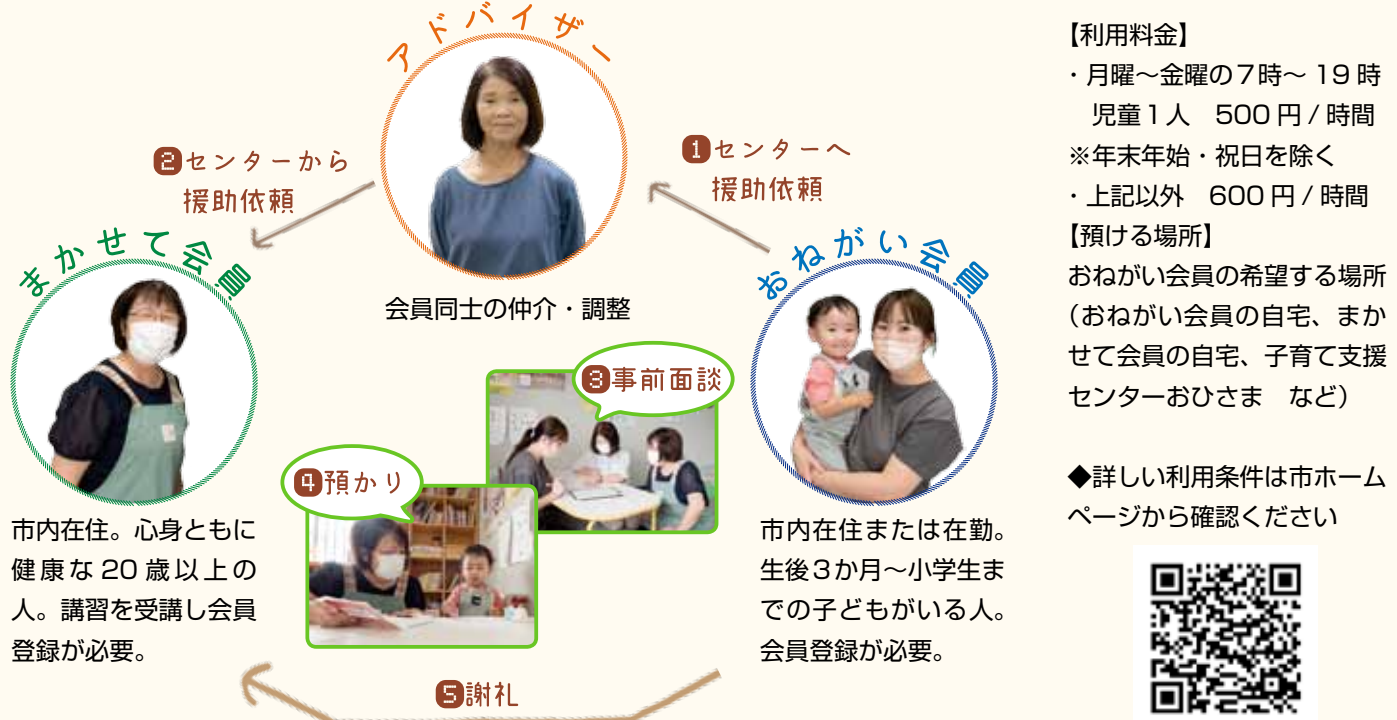 アドバイザー
❶センターへ
援助依頼
❷センターから
援助依頼
まかせて会員
おねがい会員
会員同士の仲介・調整
❸事前面談
❹預かり
市内在住。心身ともに
健康な20歳以上の
人。講習を受講し会員
登録が必要。
市内在住または在勤。
生後3か月～小学生ま
での子どもがいる人。
会員登録が必要。
❺謝礼
【利用料金】
・月曜～金曜の7時～19時
児童1人　500円/時間
※年末年始・祝日を除く
・上記以外　600円/時間
【預ける場所】
おねがい会員の希望する場所
（おねがい会員の自宅、まか
せて会員の自宅、子育て支援
センターおひさま　など）
◆詳しい利用条件は市ホーム
ページから確認ください